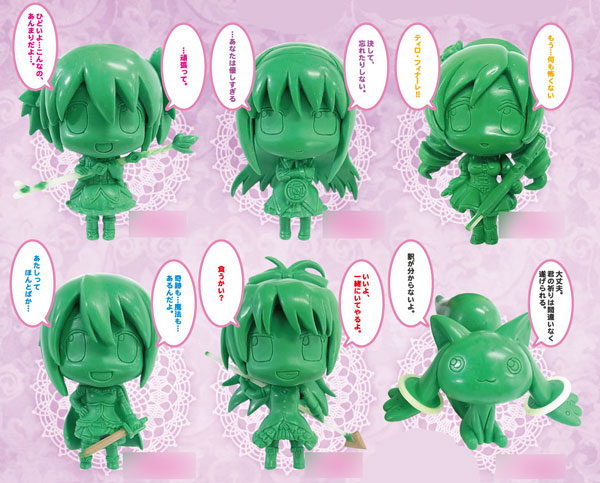 ひどいよ…こんなの、
あんまりだよ…。
…頑張って。
…あなたは優しすぎる
決して、
忘れたりしない。
ティロ・フィナーレ!!
もう…何も怖くない
あたしって
ほんとばか…
奇跡も…魔法も…
あるんだよ。
食うかい？
いいよ、
一緒にいてやるよ。
訳が分からないよ。
大丈夫。
君の祈りは間違いなく
遂げられる。